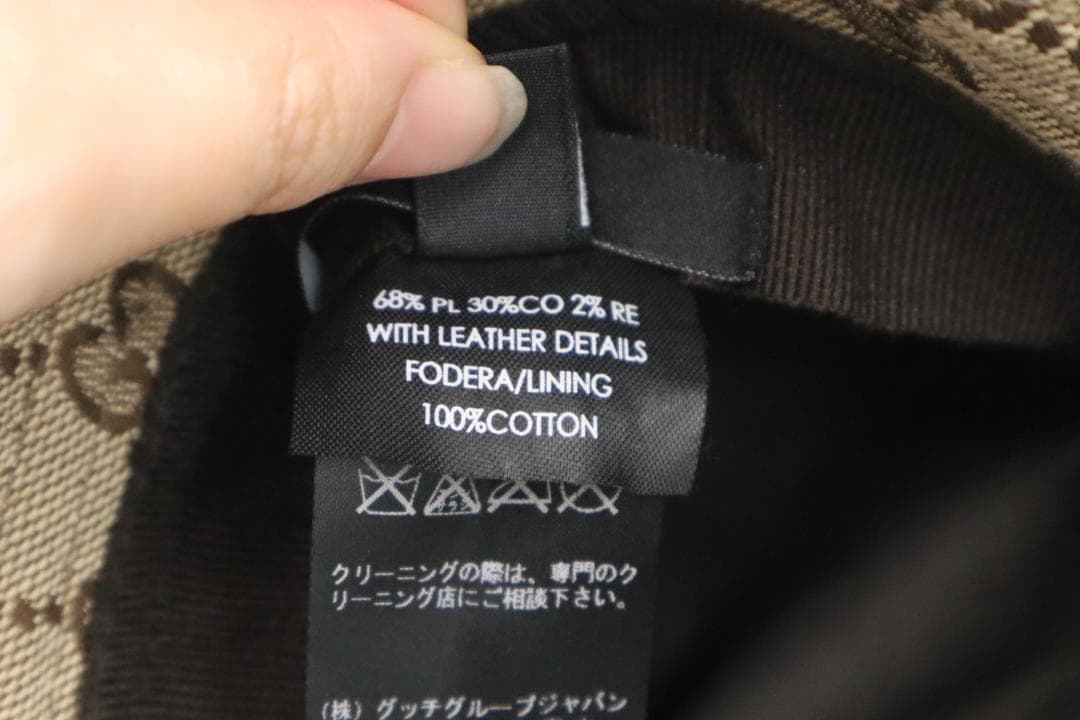 68% PL 30%CO 2% RE
WITH LEATHER DETAILS
FODERA/LINING
100%COTTON
クリーニングの際は、専門のク
リーニング店にご相談下さい。
(株) グッチグループジャパン